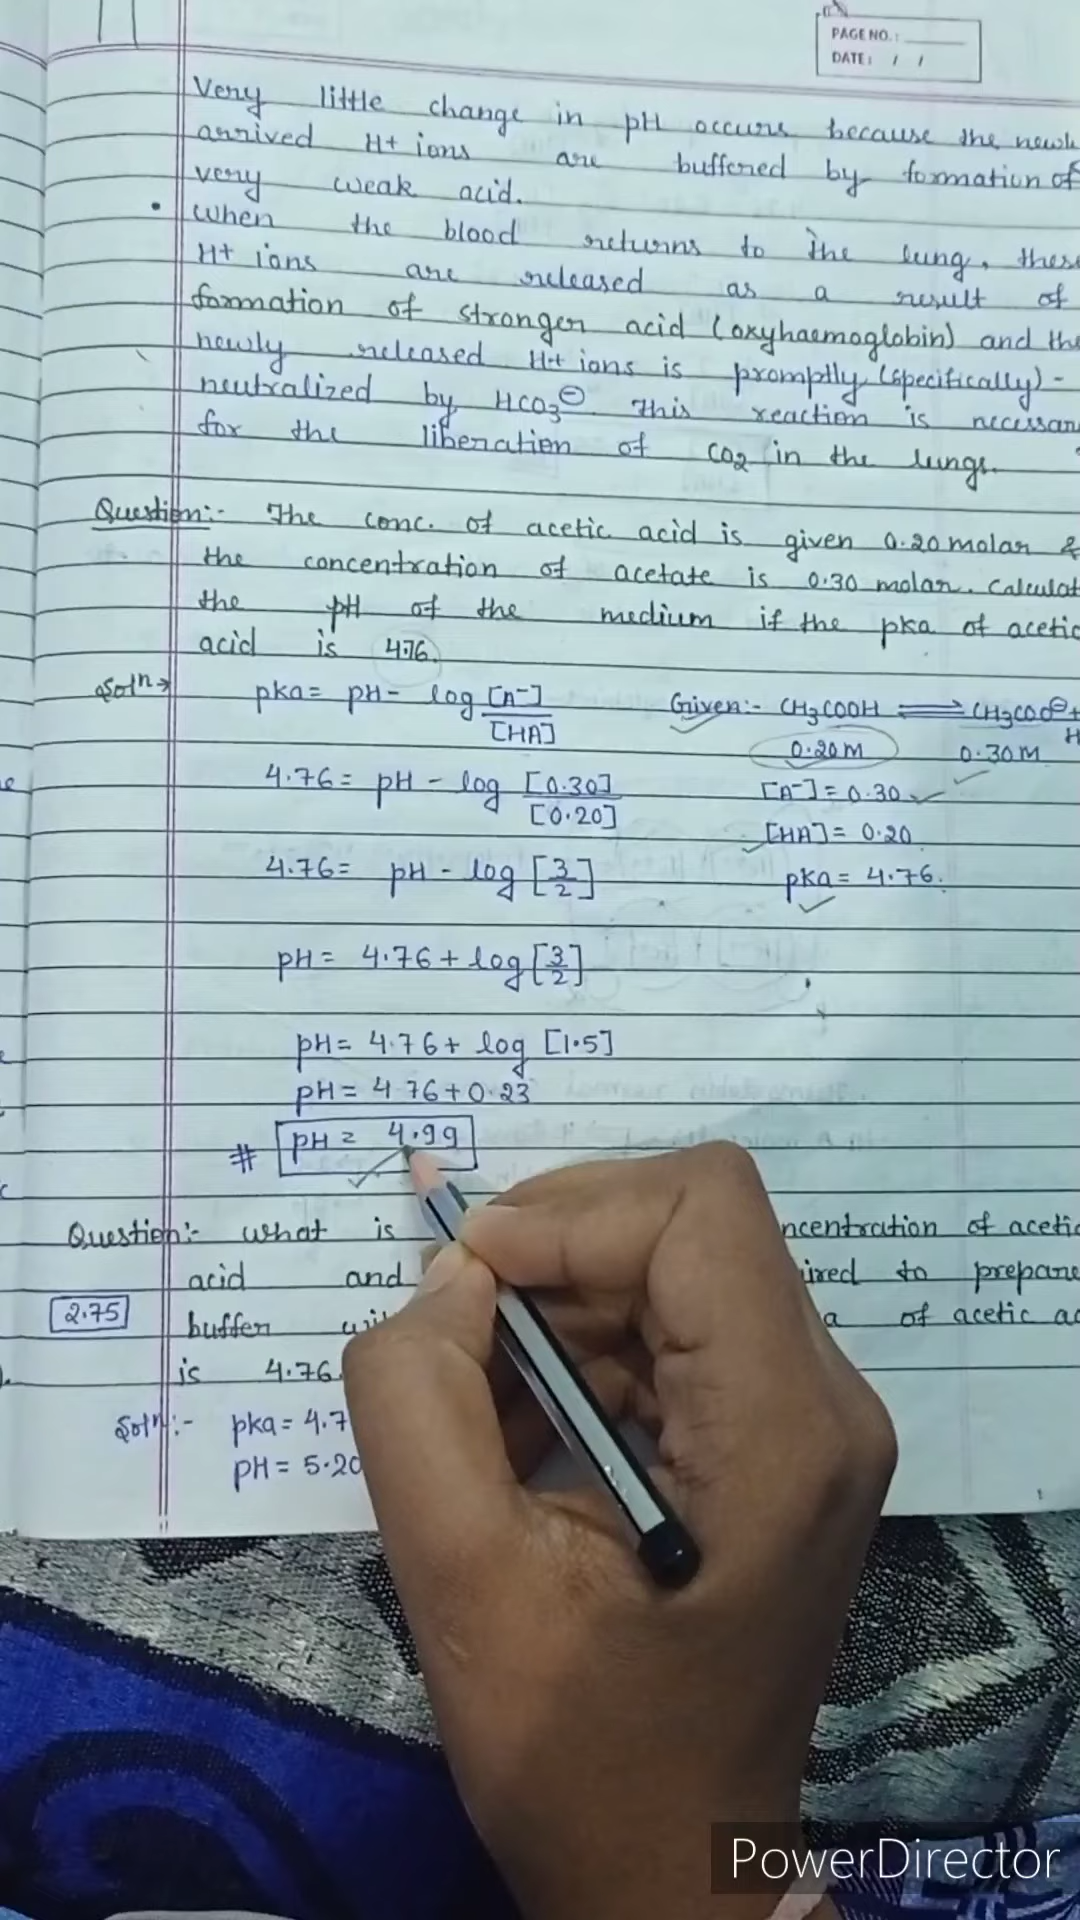 PAGE NO.:
DATE: / /
Very little change in pH occurs because the newl
arrived H+ ions are buffered by formation of
very weak acid.
• when the blood returns to the lung, these
H+ ions are released as a result of
formation of stronger acid (oxyhaemoglobin) and the
newly released H+ ions is promptly (specifically)-
neutralized by HCO3⊖. This reaction is necessar
for the liberation of CO2 in the lungs.
Question:- The conc. of acetic acid is given 0.20 molar &
the concentration of acetate is 0.30 molar. Calculat
the pH of the medium if the pka of acetic
acid is 4.76.
Soln→ pka= pH- log [A-]/[HA]
4.76= pH - log [0.30]/[0.20]
4.76= pH - log [3/2]
pH= 4.76+ log [3/2]
pH= 4.76+ log [1.5]
pH= 4.76+0.23
# pH= 4.99
Given:- CH3COOH ⇌ CH3COO⊖+
H
0.20M 0.30M
[A-]= 0.30
[HA]= 0.20
pka= 4.76.
Question:- what is ncentration of acetic
acid and ired to prepare
2.75 buffer a of acetic ac
is 4.76
Soln:- pka= 4.7
pH= 5.20
PowerDirector